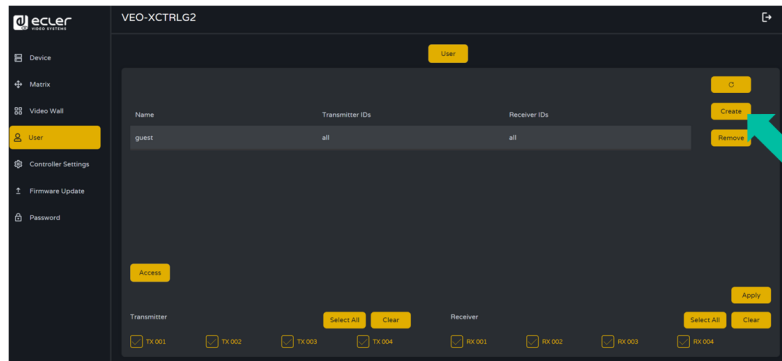 ecler
VIDEO SYSTEMS
VEO-XCTRLG2
Device
Matrix
Video Wall
User
Controller Settings
Firmware Update
Password
User
Create
Name Transmitter IDs Receiver IDs
guest all all
Remove
Access
Apply
Transmitter Select All Clear Receiver Select All Clear
TX 001 TX 002 TX 003 TX 004 RX 001 RX 002 RX 003 RX 004